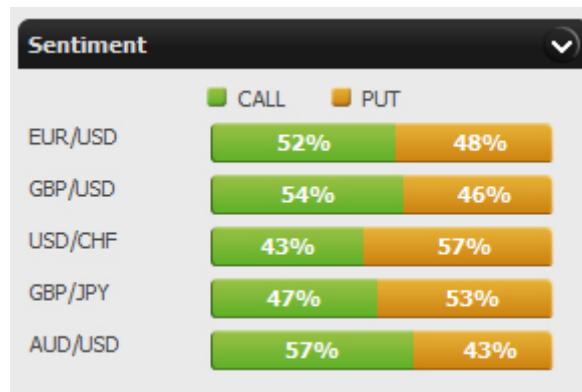 Sentiment
CALL PUT
EUR/USD 52% 48%
GBP/USD 54% 46%
USD/CHF 43% 57%
GBP/JPY 47% 53%
AUD/USD 57% 43%